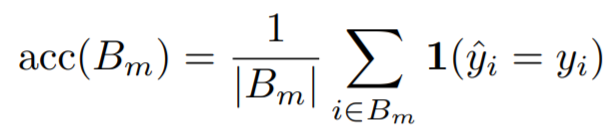 acc(B_m) = \frac{1}{|B_m|} \sum_{i \in B_m} \mathbf{1}(\hat{y}_i = y_i)